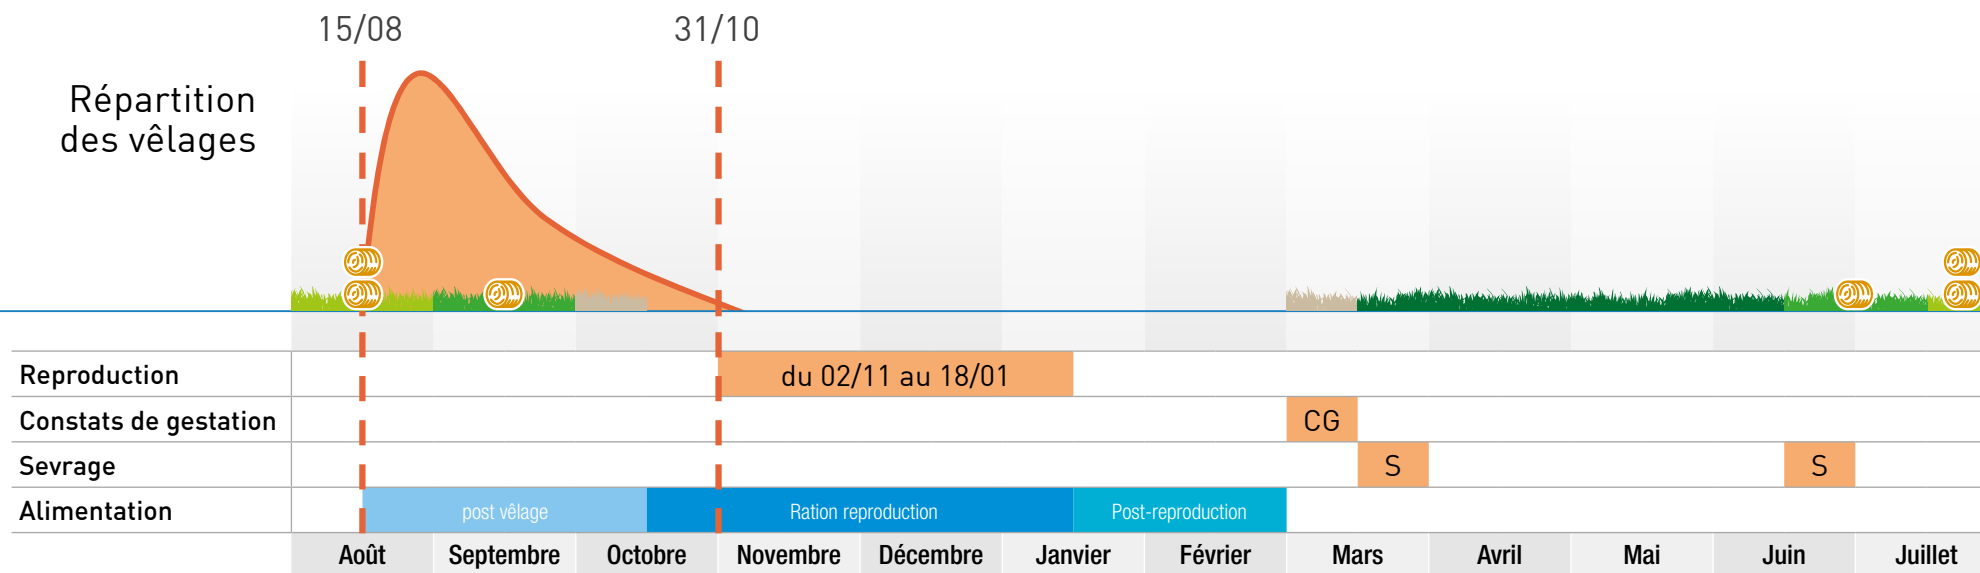 15/08
31/10
Répartition
des vêlages
Reproduction
du 02/11 au 18/01
Constats de gestation
CG
Sevrage
S
S
Alimentation
post vêlage
Ration reproduction
Post-reproduction
Août
Septembre
Octobre
Novembre
Décembre
Janvier
Février
Mars
Avril
Mai
Juin
Juillet